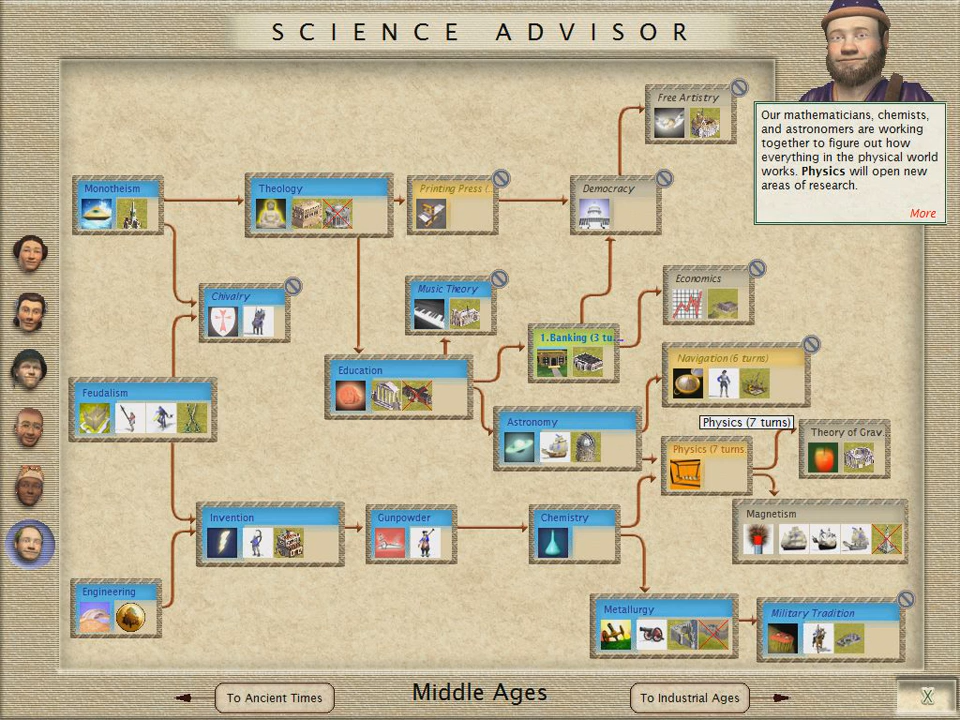 SCIENCE ADVISOR
Free Artistry
Our mathematicians, chemists,
and astronomers are working
together to figure out how
everything in the physical world
works. Physics will open new
areas of research.
More
Monotheism
Theology
Printing Press (..
Democracy
Chivalry
Music Theory
Economics
1.Banking (3 tu...
Navigation (6 turns)
Education
Feudalism
Astronomy
Physics (7 turns)
Theory of Grav..
Physics (7 turns..
Invention
Gunpowder
Chemistry
Magnetism
Engineering
Metallurgy
Military Tradition
To Ancient Times
Middle Ages
To Industrial Ages
X